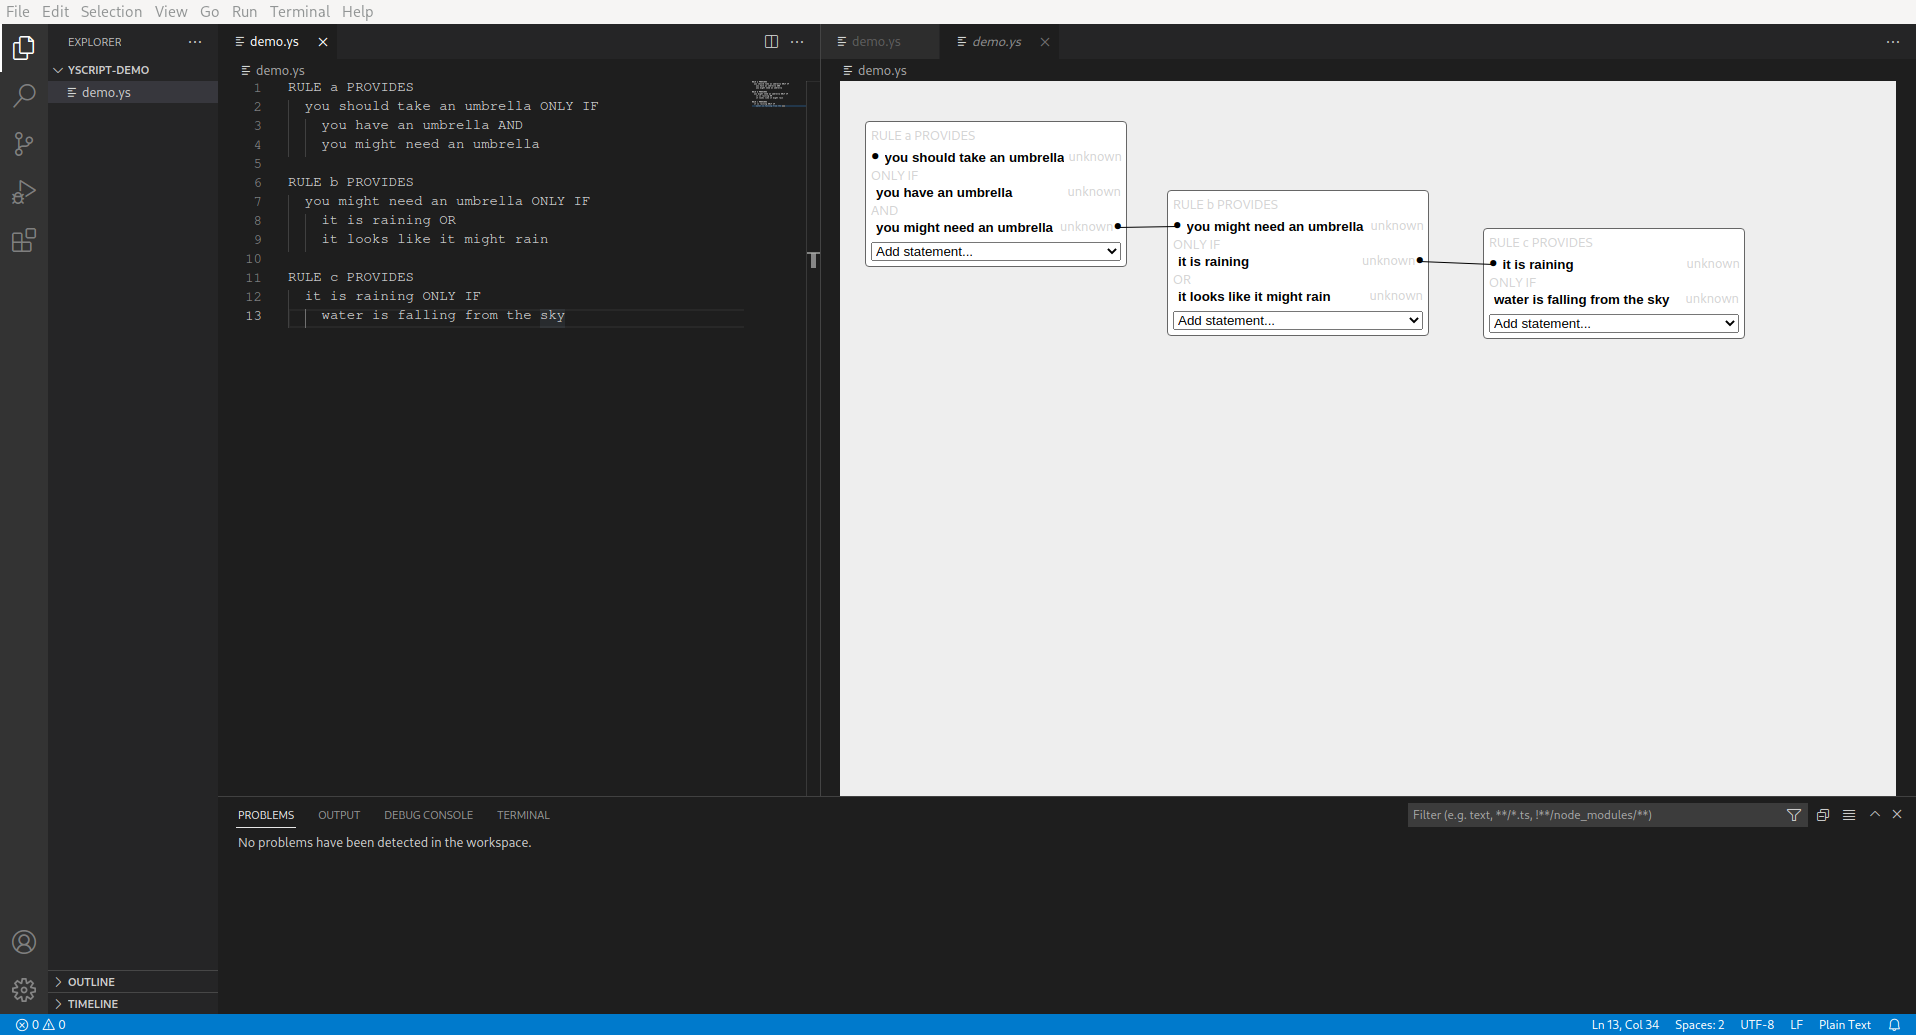 File Edit Selection View Go Run Terminal Help
EXPLORER
YSCRIPT-DEMO
demo.ys
OUTLINE
TIMELINE
demo.ys
demo.ys
1 RULE a PROVIDES
2 you should take an umbrella ONLY IF
3 you have an umbrella AND
4 you might need an umbrella
5
6 RULE b PROVIDES
7 you might need an umbrella ONLY IF
8 it is raining OR
9 it looks like it might rain
10
11 RULE c PROVIDES
12 it is raining ONLY IF
13 water is falling from the sky
demo.ys demo.ys
demo.ys
RULE a PROVIDES
you should take an umbrella unknown
ONLY IF
you have an umbrella unknown
AND
you might need an umbrella unknown
Add statement...
RULE b PROVIDES
you might need an umbrella unknown
ONLY IF
it is raining unknown
OR
it looks like it might rain unknown
Add statement...
RULE c PROVIDES
it is raining unknown
ONLY IF
water is falling from the sky unknown
Add statement...
PROBLEMS OUTPUT DEBUG CONSOLE TERMINAL
Filter (e.g. text, **/*.ts, !**/node_modules/**)
No problems have been detected in the workspace.
0 0
Ln 13, Col 34 Spaces: 2 UTF-8 LF Plain Text